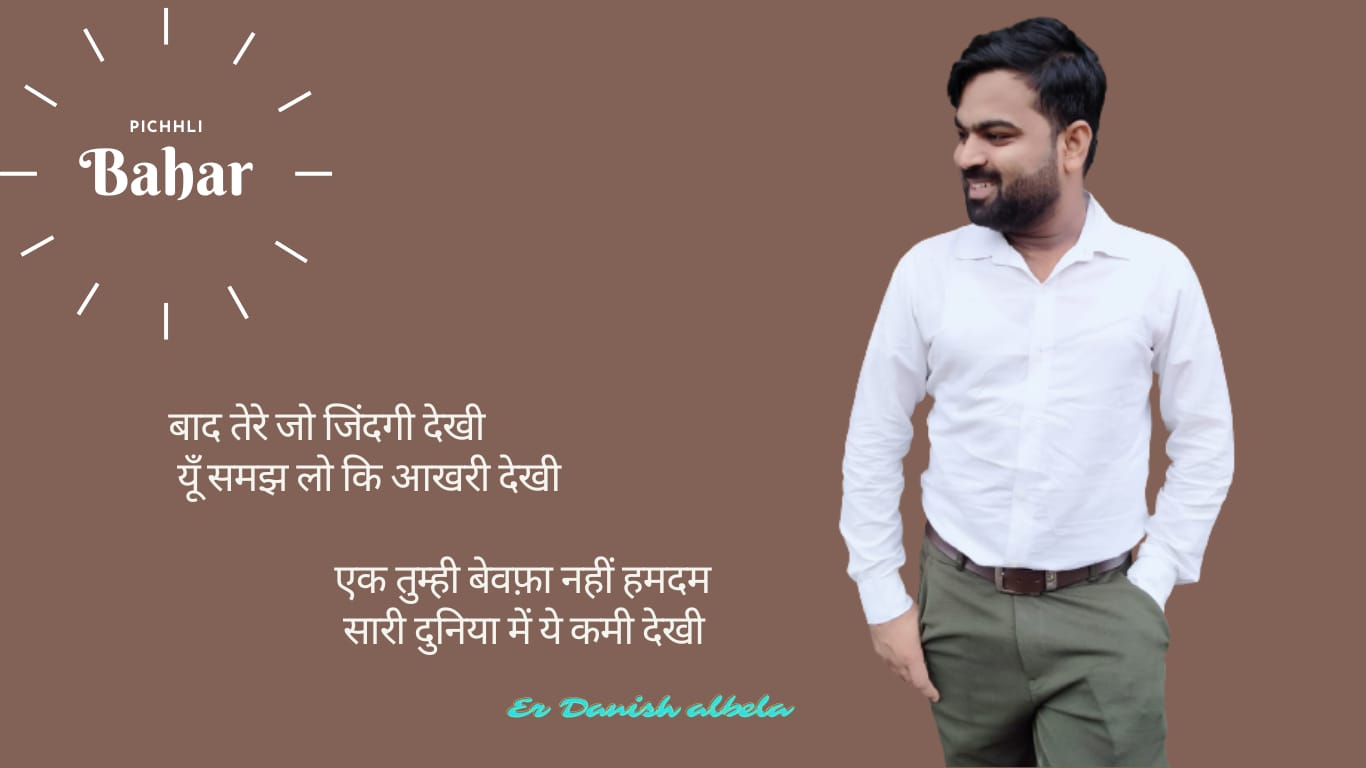 PICHHLI
Bahar
बाद तेरे जो जिंदगी देखी
यूँ समझ लो कि आखरी देखी
एक तुम्ही बेवफ़ा नहीं हमदम
सारी दुनिया में ये कमी देखी
Er Danish albela